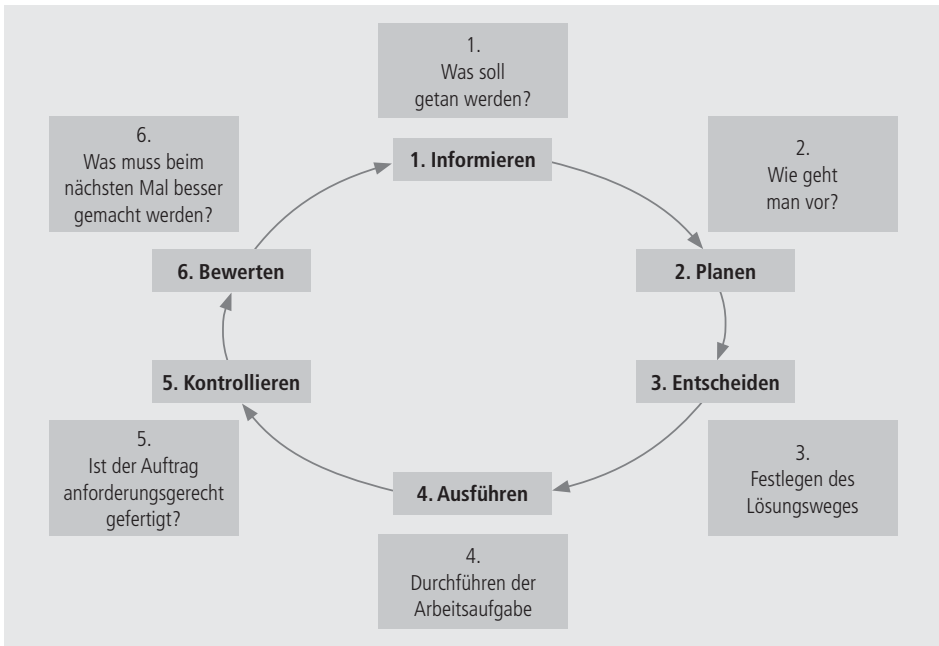 1.
Was soll
getan werden?
1. Informieren
2.
Wie geht
man vor?
2. Planen
3. Entscheiden
3.
Festlegen des
Lösungsweges
4. Ausführen
4.
Durchführen der
Arbeitsaufgabe
5. Kontrollieren
5.
Ist der Auftrag
anforderungsgerecht
gefertigt?
6.
Was muss beim
nächsten Mal besser
gemacht werden?
6. Bewerten